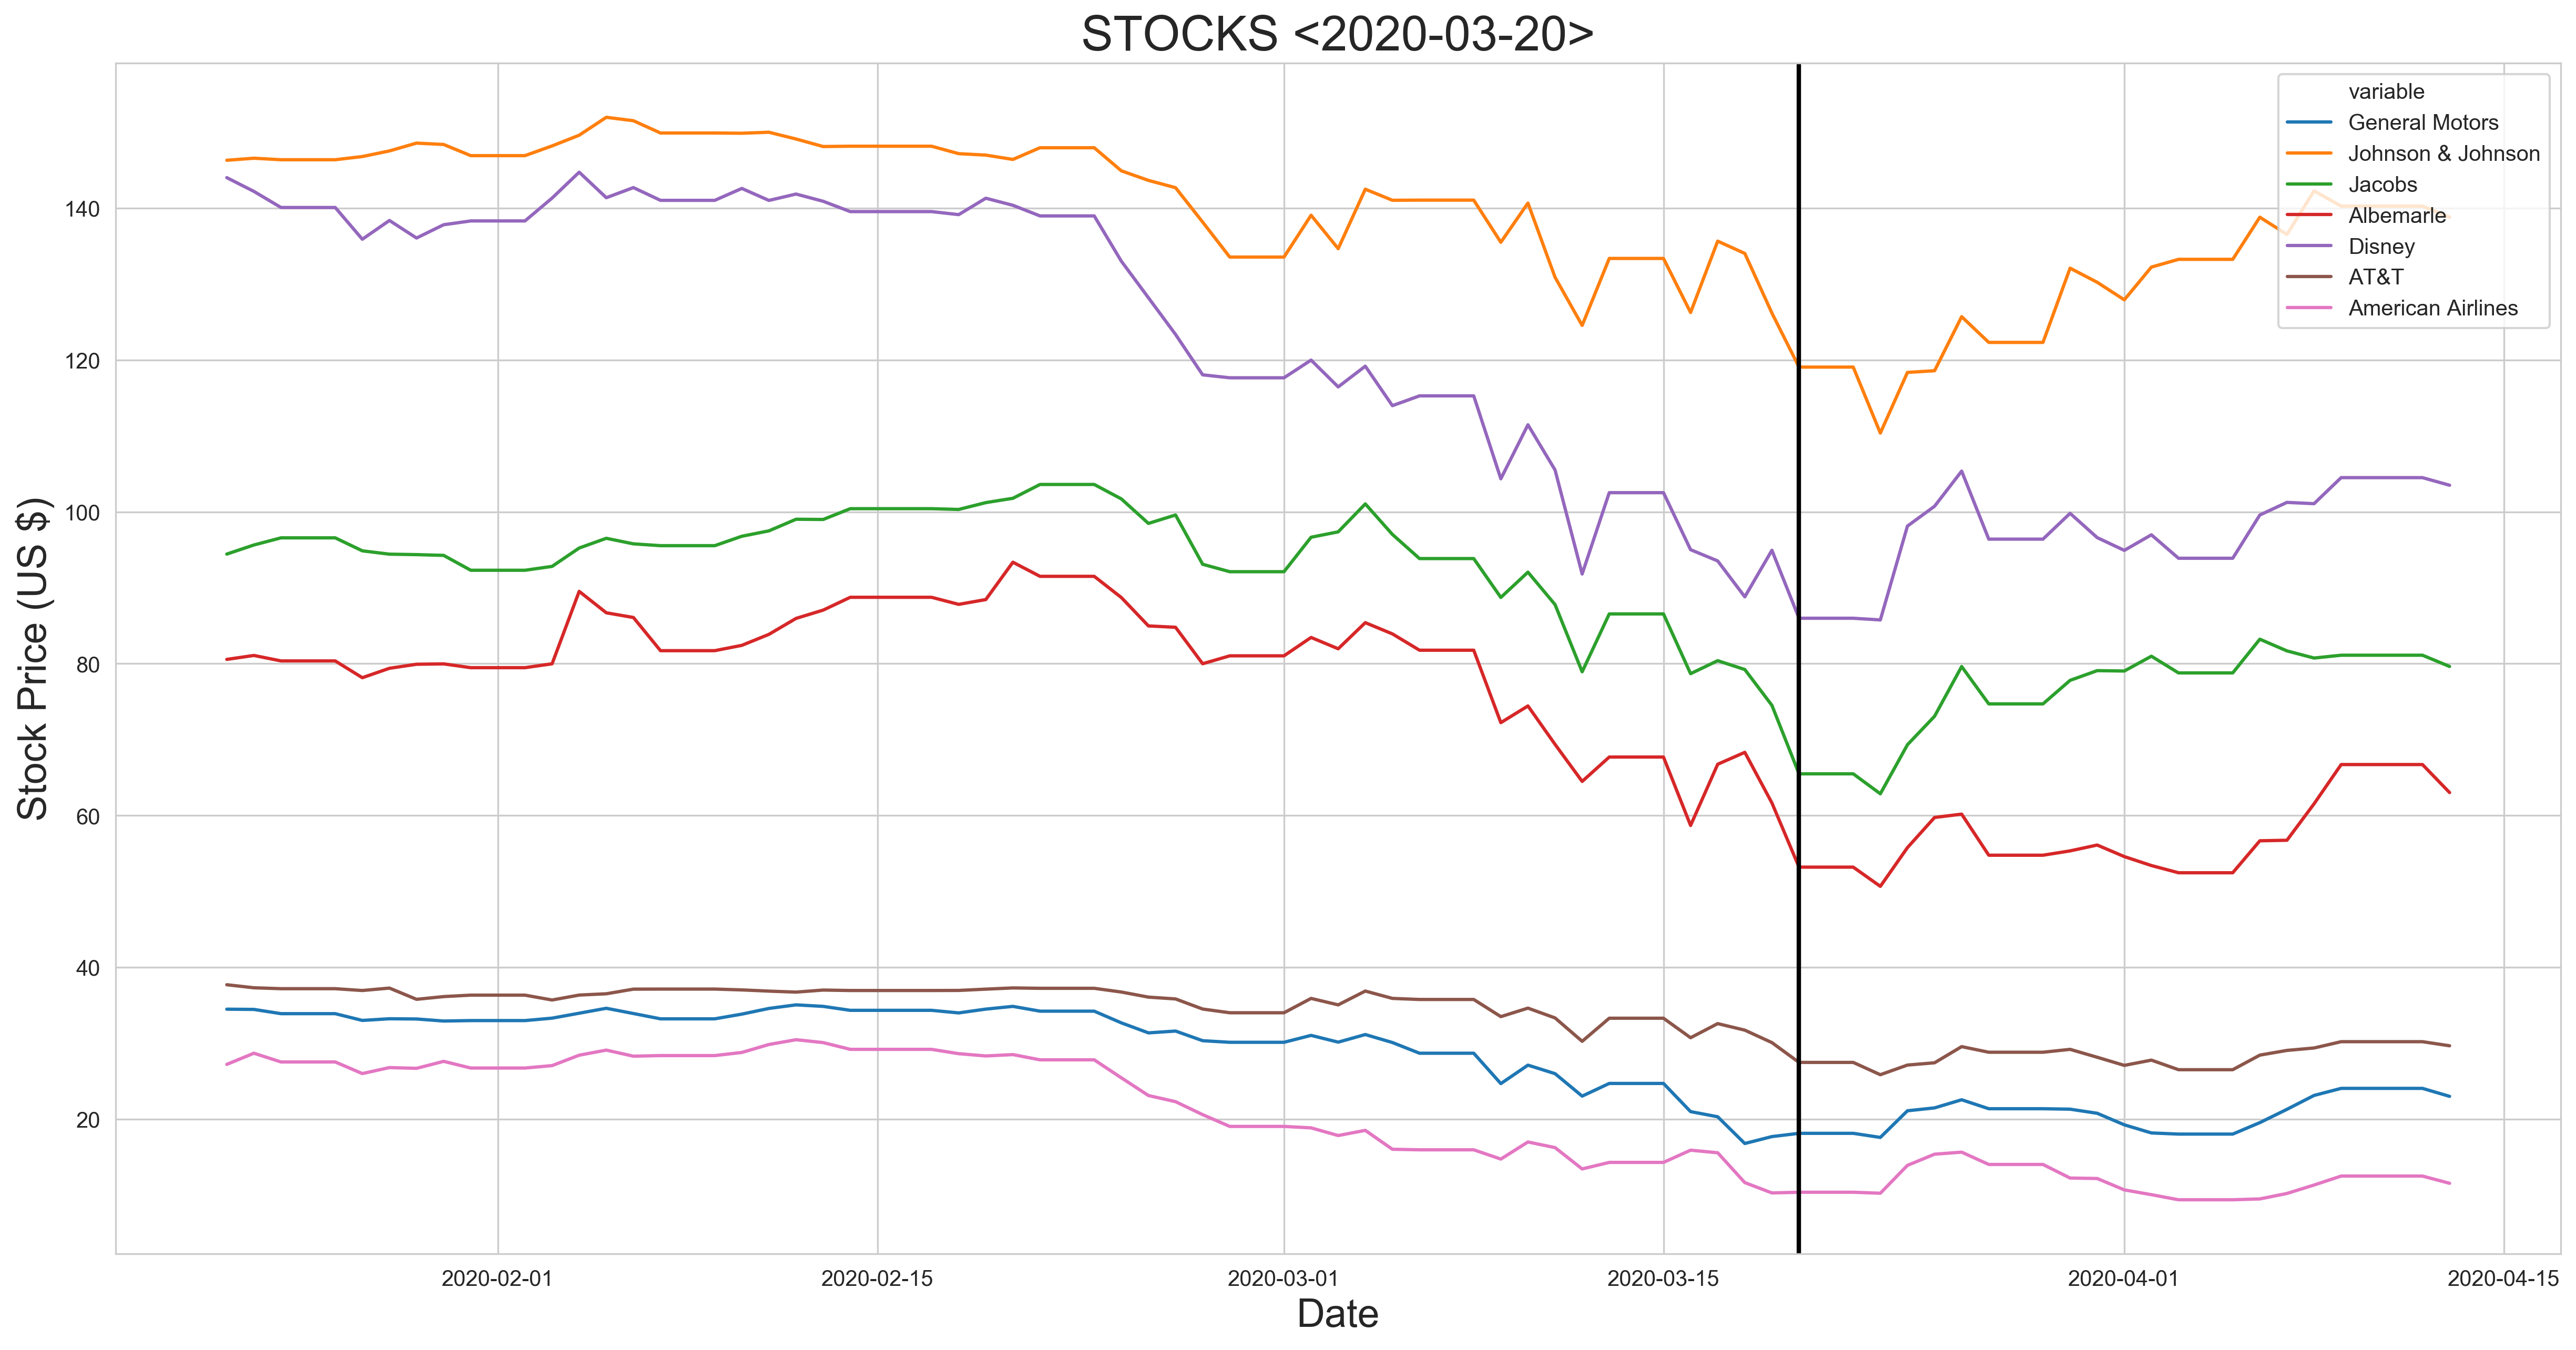 STOCKS <2020-03-20>
variable
General Motors
Johnson & Johnson
Jacobs
Albemarle
Disney
AT&T
American Airlines
Stock Price (US $)
140
120
100
80
60
40
20
2020-02-01
2020-02-15
2020-03-01
2020-03-15
2020-04-01
2020-04-15
Date